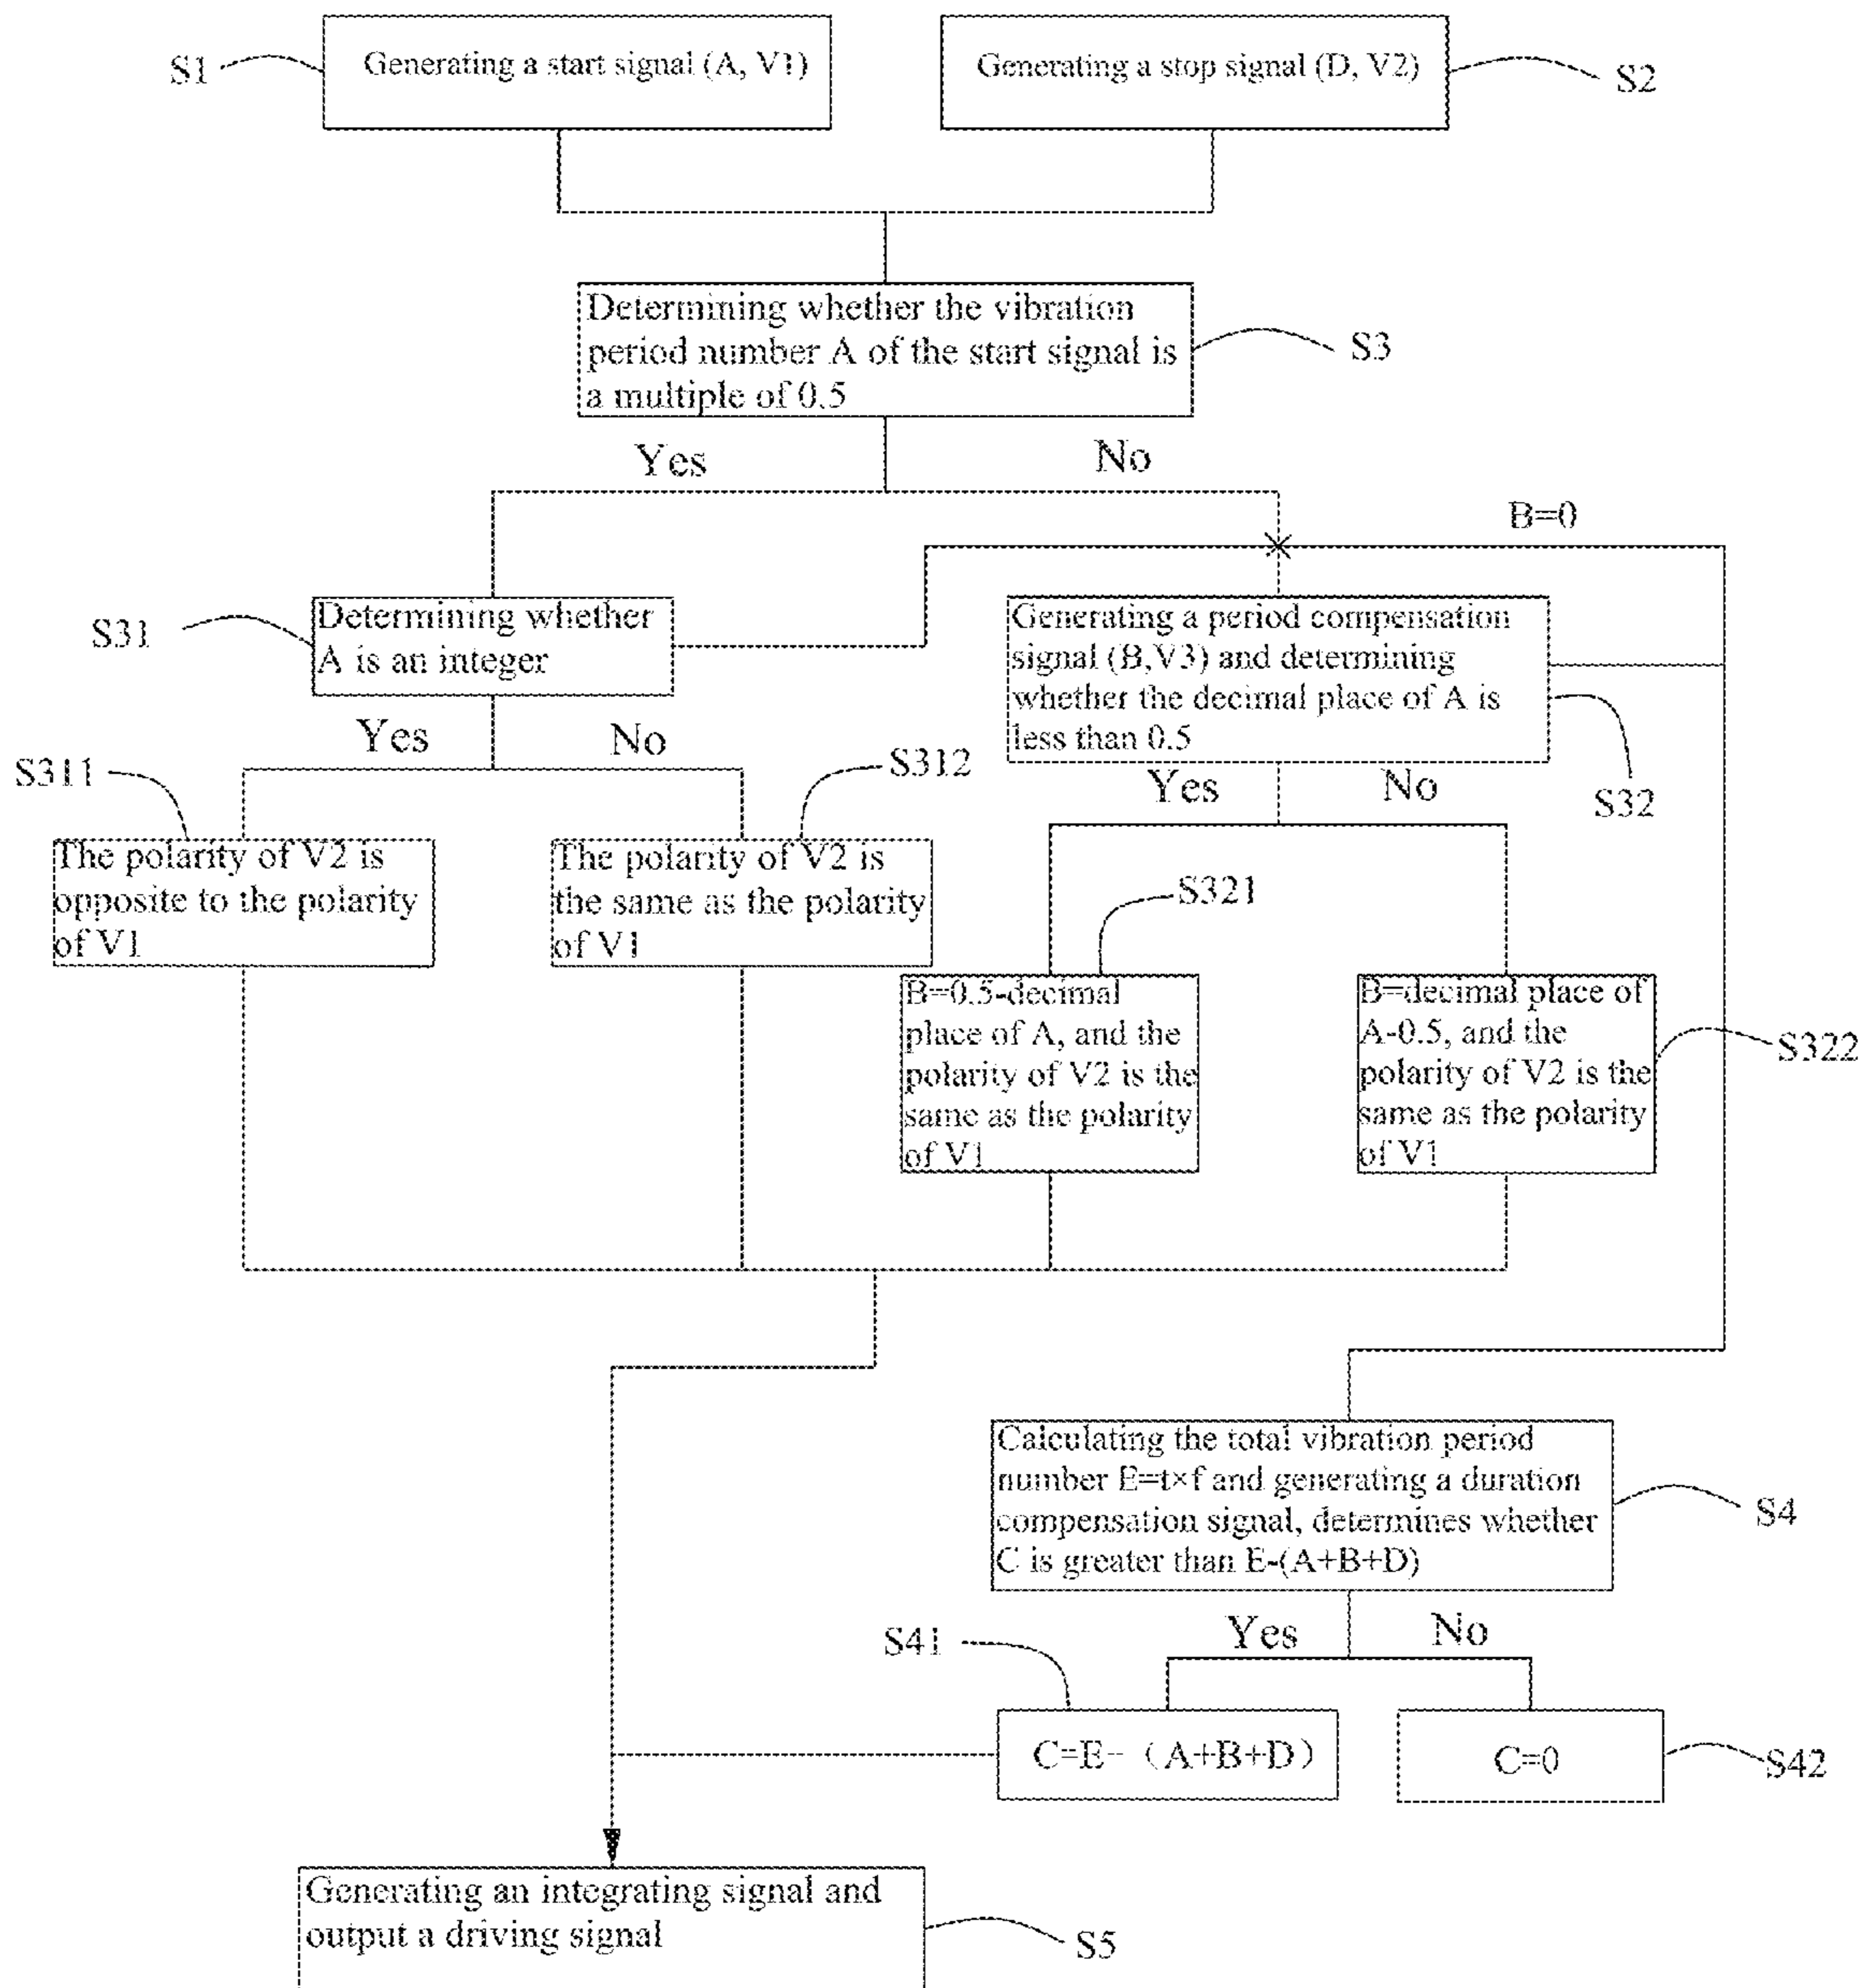 S1
Generating a start signal (A, V1)
Generating a stop signal (D, V2)
S2
Determining whether the vibration
period number A of the start signal is
a multiple of 0.5
S3
Yes
No
B=0
S31
Determining whether
A is an integer
Generating a period compensation
signal (B,V3) and determining
whether the decimal place of A is
less than 0.5
S32
Yes
No
Yes
No
S311
S312
The polarity of V2 is
opposite to the polarity
of V1
The polarity of V2 is
the same as the polarity
of V1
S321
B=0.5-decimal
place of A, and the
polarity of V2 is the
same as the polarity
of V1
B=decimal place of
A-0.5, and the
polarity of V2 is the
same as the polarity
of V1
S322
Calculating the total vibration period
number E=t×f and generating a duration
compensation signal, determines whether
C is greater than E-(A+B+D)
S4
Yes
No
S41
C=E-（A+B+D）
C=0
S42
Generating an integrating signal and
output a driving signal
S5